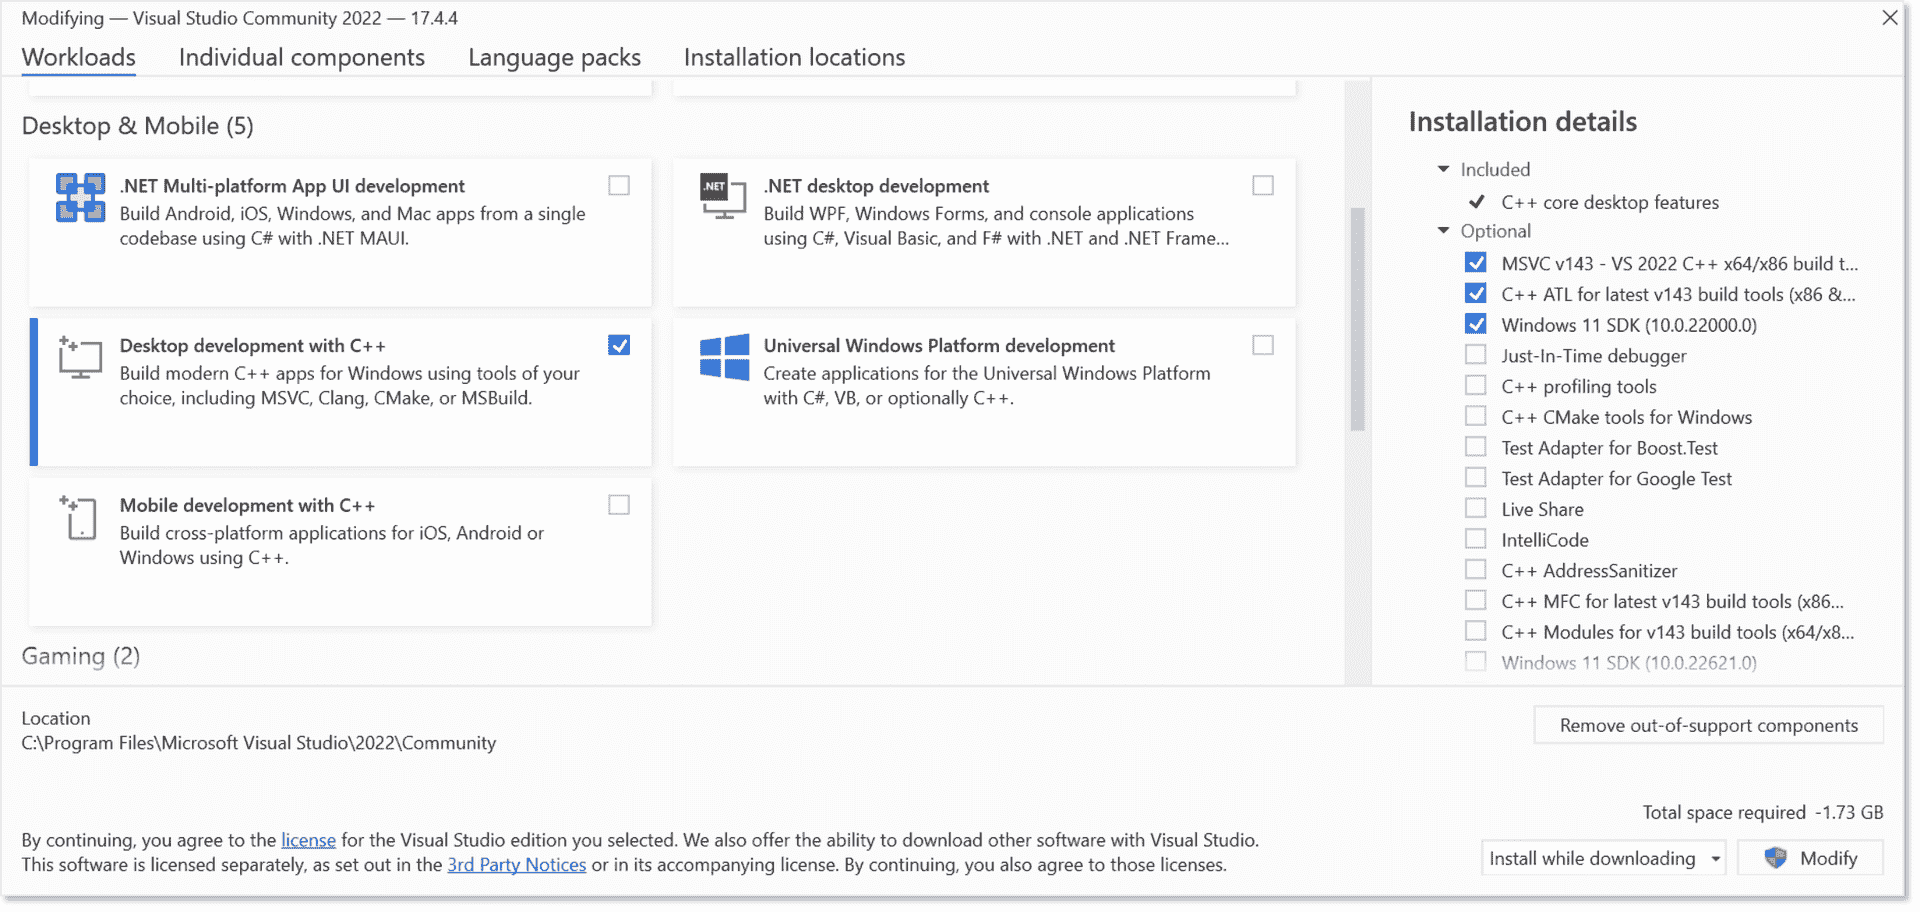 Modifying — Visual Studio Community 2022 — 17.4.4
Workloads
Individual components
Language packs
Installation locations
Desktop & Mobile (5)
.NET Multi-platform App UI development
Build Android, iOS, Windows, and Mac apps from a single
codebase using C# with .NET MAUI.
.NET
.NET desktop development
Build WPF, Windows Forms, and console applications
using C#, Visual Basic, and F# with .NET and .NET Frame...
Desktop development with C++
Build modern C++ apps for Windows using tools of your
choice, including MSVC, Clang, CMake, or MSBuild.
Universal Windows Platform development
Create applications for the Universal Windows Platform
with C#, VB, or optionally C++.
Mobile development with C++
Build cross-platform applications for iOS, Android or
Windows using C++.
Gaming (2)
Installation details
Included
C++ core desktop features
Optional
MSVC v143 - VS 2022 C++ x64/x86 build t...
C++ ATL for latest v143 build tools (x86 &...
Windows 11 SDK (10.0.22000.0)
Just-In-Time debugger
C++ profiling tools
C++ CMake tools for Windows
Test Adapter for Boost.Test
Test Adapter for Google Test
Live Share
IntelliCode
C++ AddressSanitizer
C++ MFC for latest v143 build tools (x86...
C++ Modules for v143 build tools (x64/x8...
Windows 11 SDK (10.0.22621.0)
Location
C:\Program Files\Microsoft Visual Studio\2022\Community
Remove out-of-support components
Total space required -1.73 GB
By continuing, you agree to the license for the Visual Studio edition you selected. We also offer the ability to download other software with Visual Studio.
This software is licensed separately, as set out in the 3rd Party Notices or in its accompanying license. By continuing, you also agree to those licenses.
Install while downloading
Modify